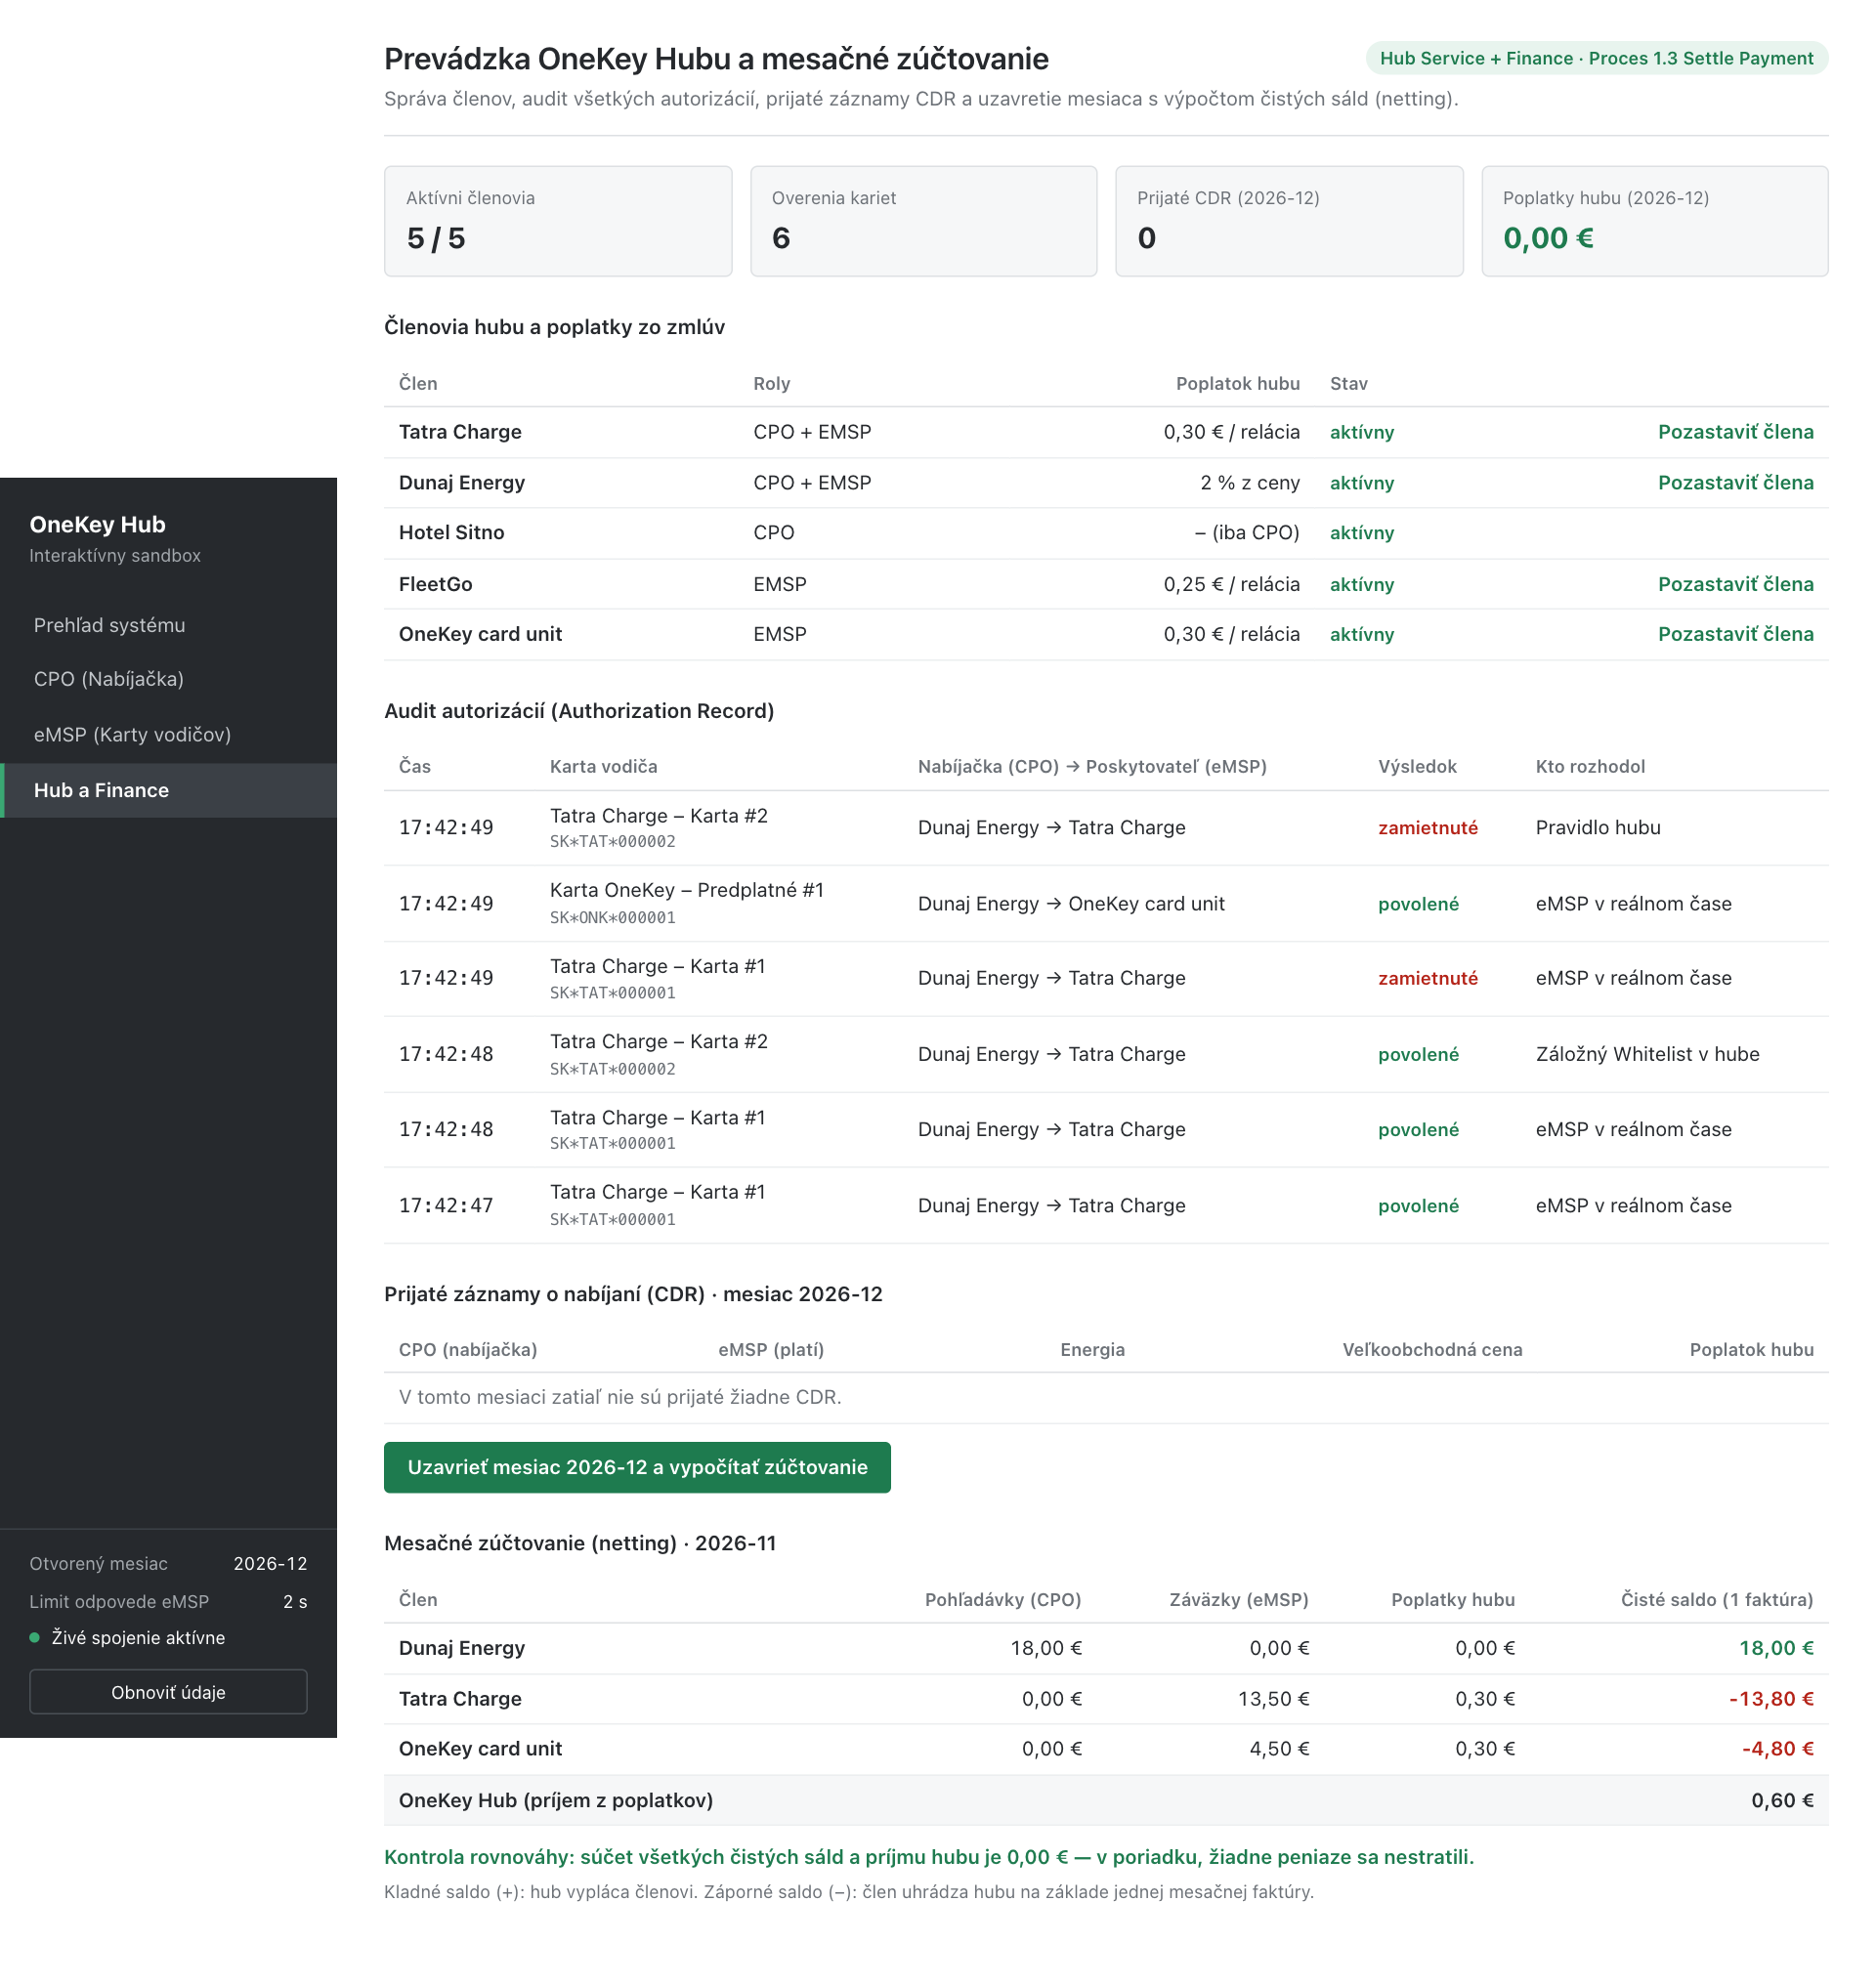 OneKey Hub
Interaktívny sandbox
Prehľad systému
CPO (Nabíjačka)
eMSP (Karty vodičov)
Hub a Finance
Otvorený mesiac 2026-12
Limit odpovede eMSP 2 s
Živé spojenie aktívne
Obnoviť údaje
Prevádzka OneKey Hubu a mesačné zúčtovanie
Hub Service + Finance · Proces 1.3 Settle Payment
Správa členov, audit všetkých autorizácií, prijaté záznamy CDR a uzavretie mesiaca s výpočtom čistých sáld (netting).
Aktívni členovia
5 / 5
Overenia kariet
6
Prijaté CDR (2026-12)
0
Poplatky hubu (2026-12)
0,00 €
Členovia hubu a poplatky zo zmlúv
Člen Roly Poplatok hubu Stav
Tatra Charge CPO + EMSP 0,30 € / relácia aktívny Pozastaviť člena
Dunaj Energy CPO + EMSP 2 % z ceny aktívny Pozastaviť člena
Hotel Sitno CPO – (iba CPO) aktívny
FleetGo EMSP 0,25 € / relácia aktívny Pozastaviť člena
OneKey card unit EMSP 0,30 € / relácia aktívny Pozastaviť člena
Audit autorizácií (Authorization Record)
Čas Karta vodiča Nabíjačka (CPO) → Poskytovateľ (eMSP) Výsledok Kto rozhodol
17:42:49 Tatra Charge – Karta #2 Dunaj Energy → Tatra Charge zamietnuté Pravidlo hubu
SK*TAT*000002
17:42:49 Karta OneKey – Predplatné #1 Dunaj Energy → OneKey card unit povolené eMSP v reálnom čase
SK*ONK*000001
17:42:49 Tatra Charge – Karta #1 Dunaj Energy → Tatra Charge zamietnuté eMSP v reálnom čase
SK*TAT*000001
17:42:48 Tatra Charge – Karta #2 Dunaj Energy → Tatra Charge povolené Záložný Whitelist v hube
SK*TAT*000002
17:42:48 Tatra Charge – Karta #1 Dunaj Energy → Tatra Charge povolené eMSP v reálnom čase
SK*TAT*000001
17:42:47 Tatra Charge – Karta #1 Dunaj Energy → Tatra Charge povolené eMSP v reálnom čase
SK*TAT*000001
Prijaté záznamy o nabíjaní (CDR) · mesiac 2026-12
CPO (nabíjačka) eMSP (platí) Energia Veľkoobchodná cena Poplatok hubu
V tomto mesiaci zatiaľ nie sú prijaté žiadne CDR.
Uzavrieť mesiac 2026-12 a vypočítať zúčtovanie
Mesačné zúčtovanie (netting) · 2026-11
Člen Pohľadávky (CPO) Záväzky (eMSP) Poplatky hubu Čisté saldo (1 faktúra)
Dunaj Energy 18,00 € 0,00 € 0,00 € 18,00 €
Tatra Charge 0,00 € 13,50 € 0,30 € -13,80 €
OneKey card unit 0,00 € 4,50 € 0,30 € -4,80 €
OneKey Hub (príjem z poplatkov) 0,60 €
Kontrola rovnováhy: súčet všetkých čistých sáld a príjmu hubu je 0,00 € — v poriadku, žiadne peniaze sa nestratili.
Kladné saldo (+): hub vypláca členovi. Záporné saldo (−): člen uhrádza hubu na základe jednej mesačnej faktúry.